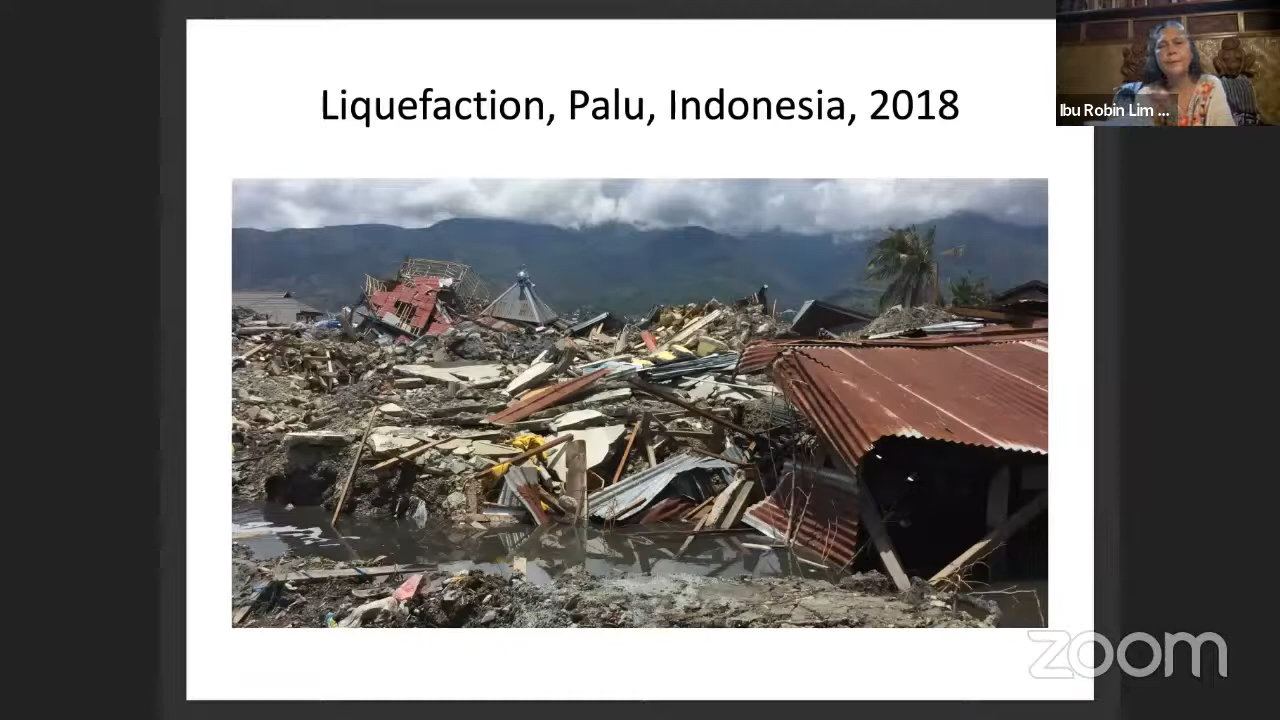 Liquefaction, Palu, Indonesia, 2018
Ibu Robin Lim ...
zoom